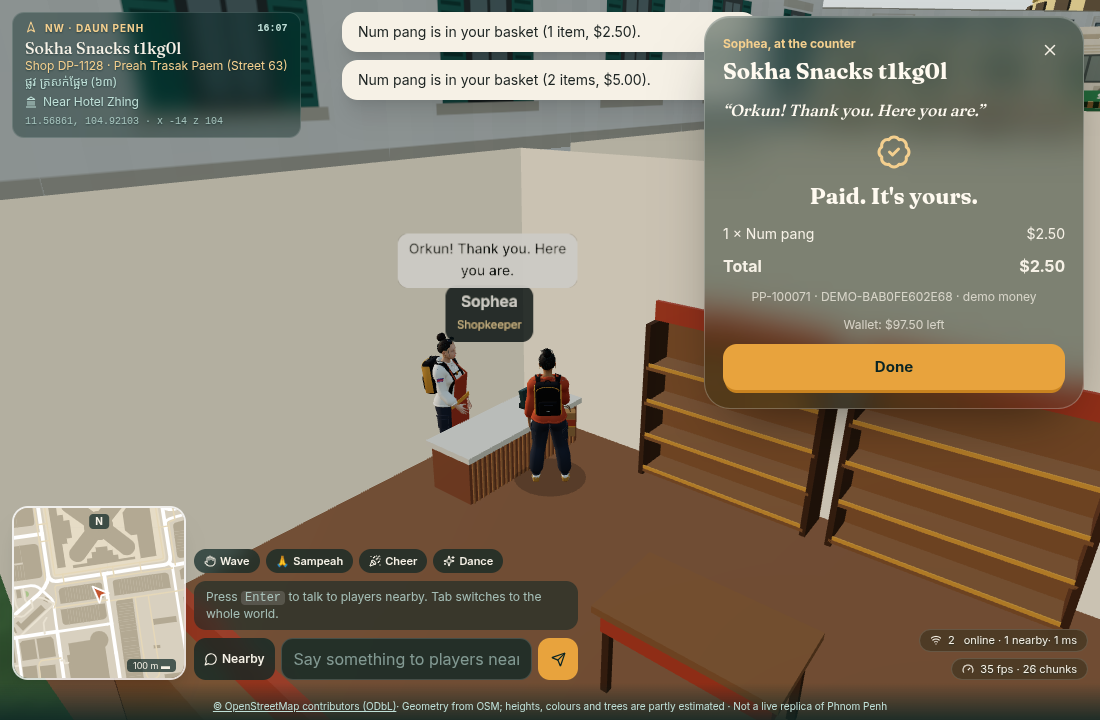 NW · DAUN PENH
16:07
Sokha Snacks t1kg0l
Shop DP-1128 · Preah Trasak Paem (Street 63)
ផ្លូវ ត្រសក់ផ្អែម (៦៣)
Near Hotel Zhing
11.56861, 104.92103 · x -14 z 104
Num pang is in your basket (1 item, $2.50).
Num pang is in your basket (2 items, $5.00).
Sophea, at the counter
Sokha Snacks t1kg0l
“Orkun! Thank you. Here you are.”
Paid. It's yours.
1 × Num pang
$2.50
Total
$2.50
PP-100071 · DEMO-BAB0FE602E68 · demo money
Wallet: $97.50 left
Done
Orkun! Thank you. Here
you are.
Sophea
Shopkeeper
N
100 m
Wave
Sampeah
Cheer
Dance
Press Enter to talk to players nearby. Tab switches to the
whole world.
Nearby
Say something to players near
2 online · 1 nearby· 1 ms
35 fps · 26 chunks
© OpenStreetMap contributors (ODbL)· Geometry from OSM; heights, colours and trees are partly estimated · Not a live replica of Phnom Penh